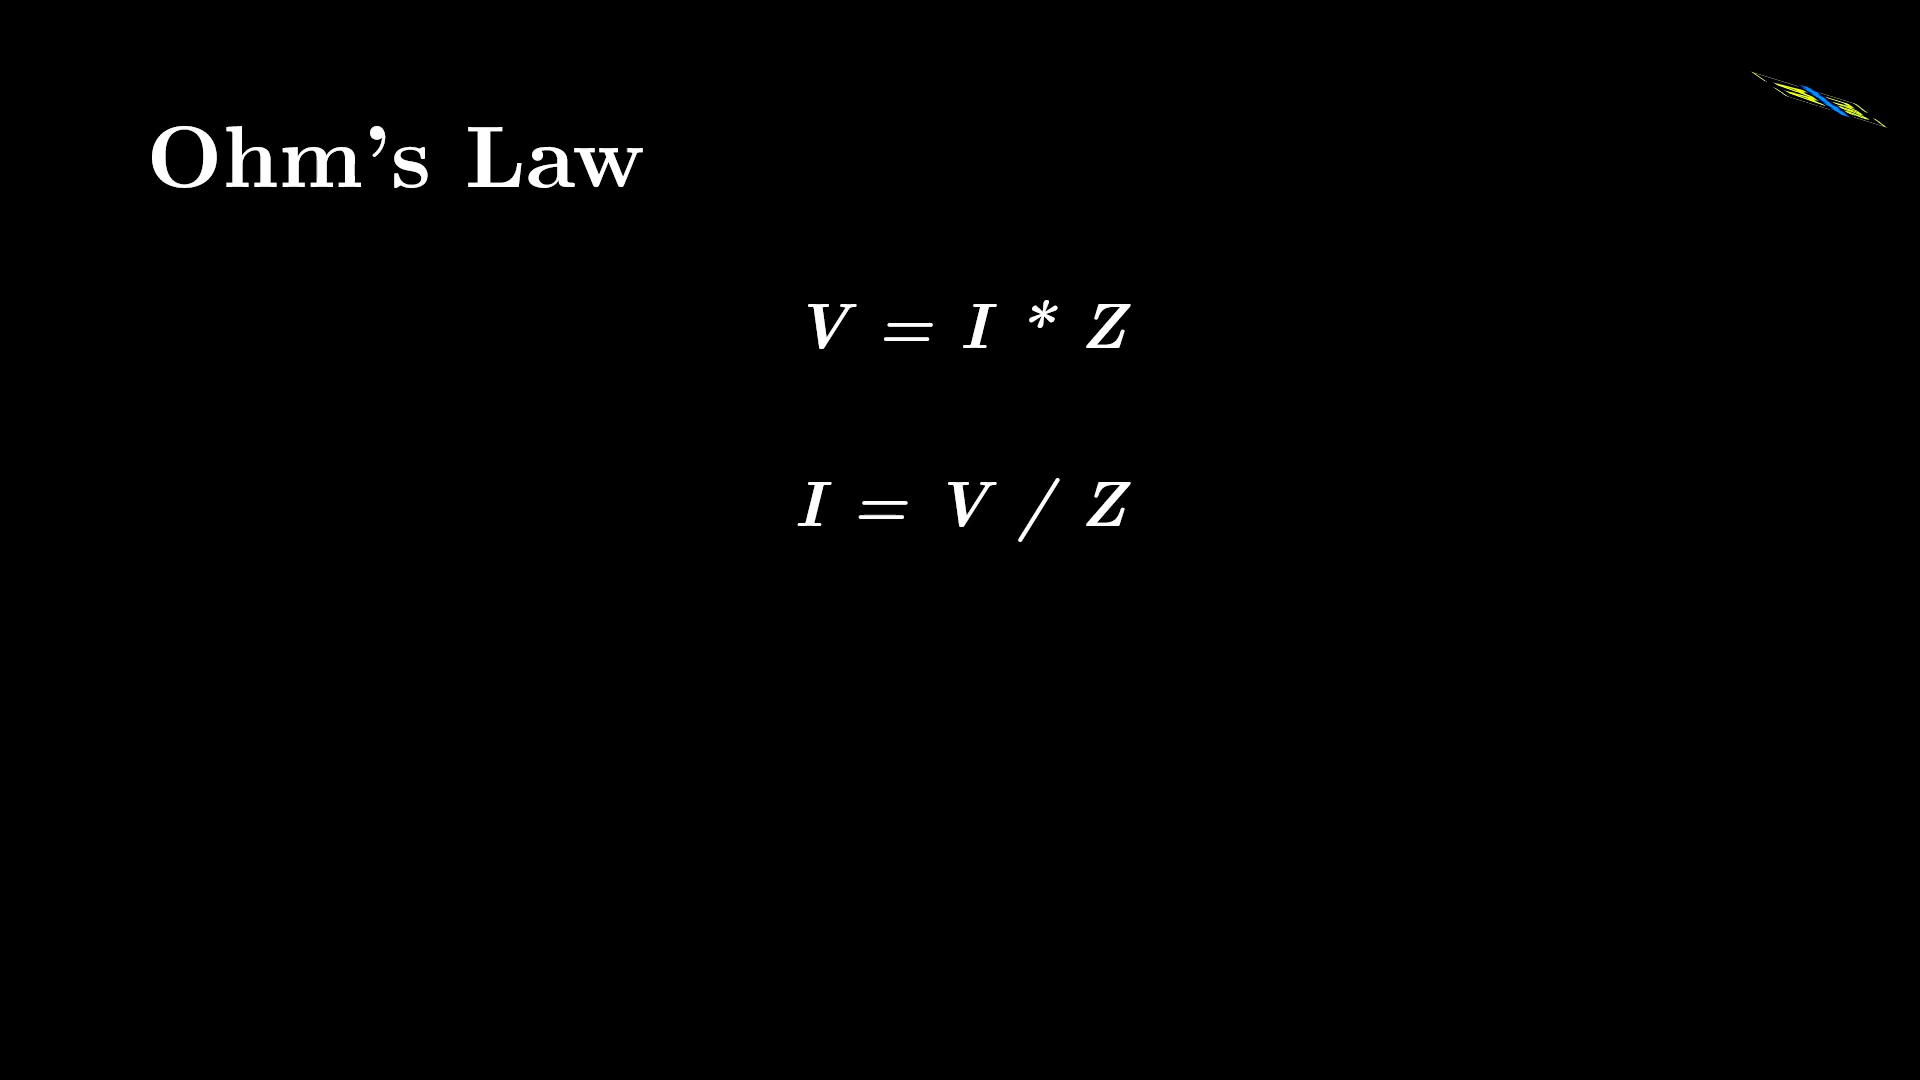 Ohm’s Law
V = I * Z
I = V / Z